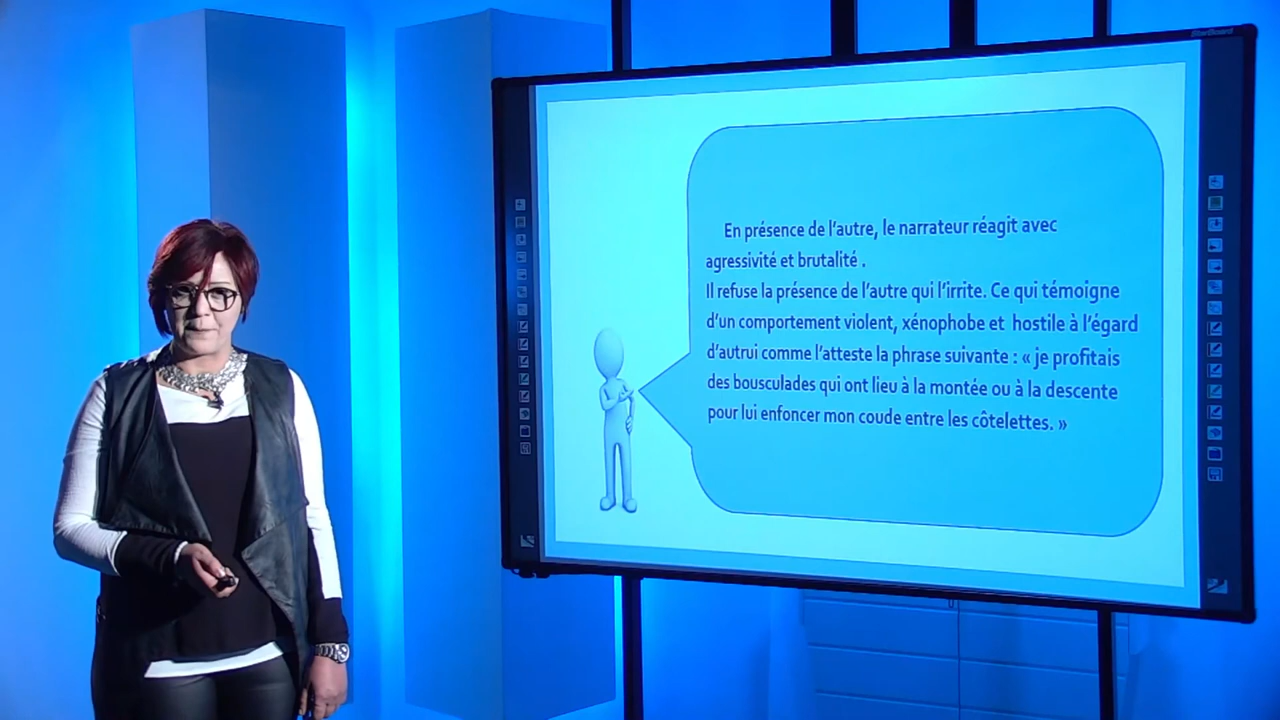 StarBoard
En présence de l'autre, le narrateur réagit avec
agressivité et brutalité .
Il refuse la présence de l'autre qui l'irrite. Ce qui témoigne
d'un comportement violent, xénophobe et hostile à l'égard
d'autrui comme l'atteste la phrase suivante : « je profitais
des bousculades qui ont lieu à la montée ou à la descente
pour lui enfoncer mon coude entre les côtelettes. »